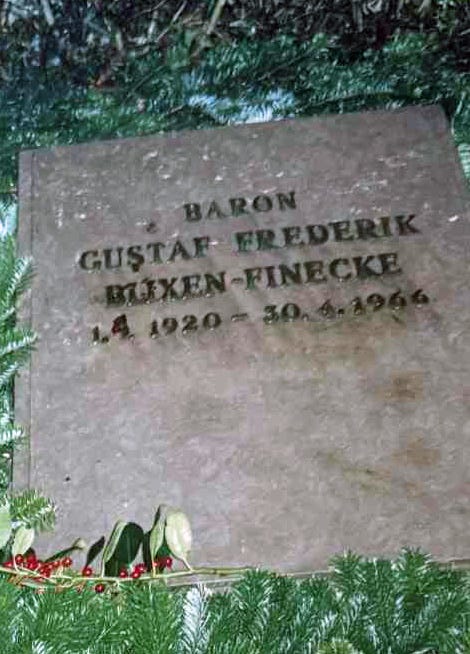 BARON
GUSTAF FREDERIK
BLIXEN-FINECKE
1.4. 1920 – 30.4.1966